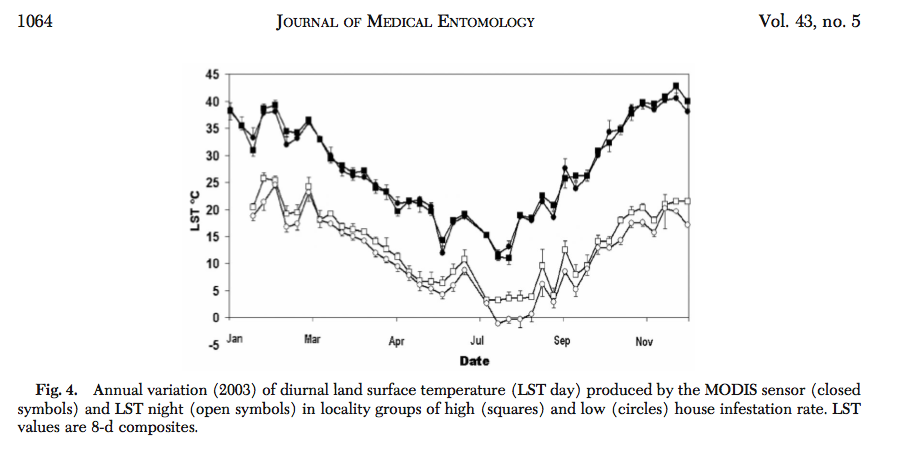 1064 JOURNAL OF MEDICAL ENTOMOLOGY Vol. 43, no. 5
45
40
35
30
25
20
15
10
5
0
-5
LST °C
Jan Mar Apr Jul Sep Nov
Date
Fig. 4. Annual variation (2003) of diurnal land surface temperature (LST day) produced by the MODIS sensor (closed
symbols) and LST night (open symbols) in locality groups of high (squares) and low (circles) house infestation rate. LST
values are 8-d composites.